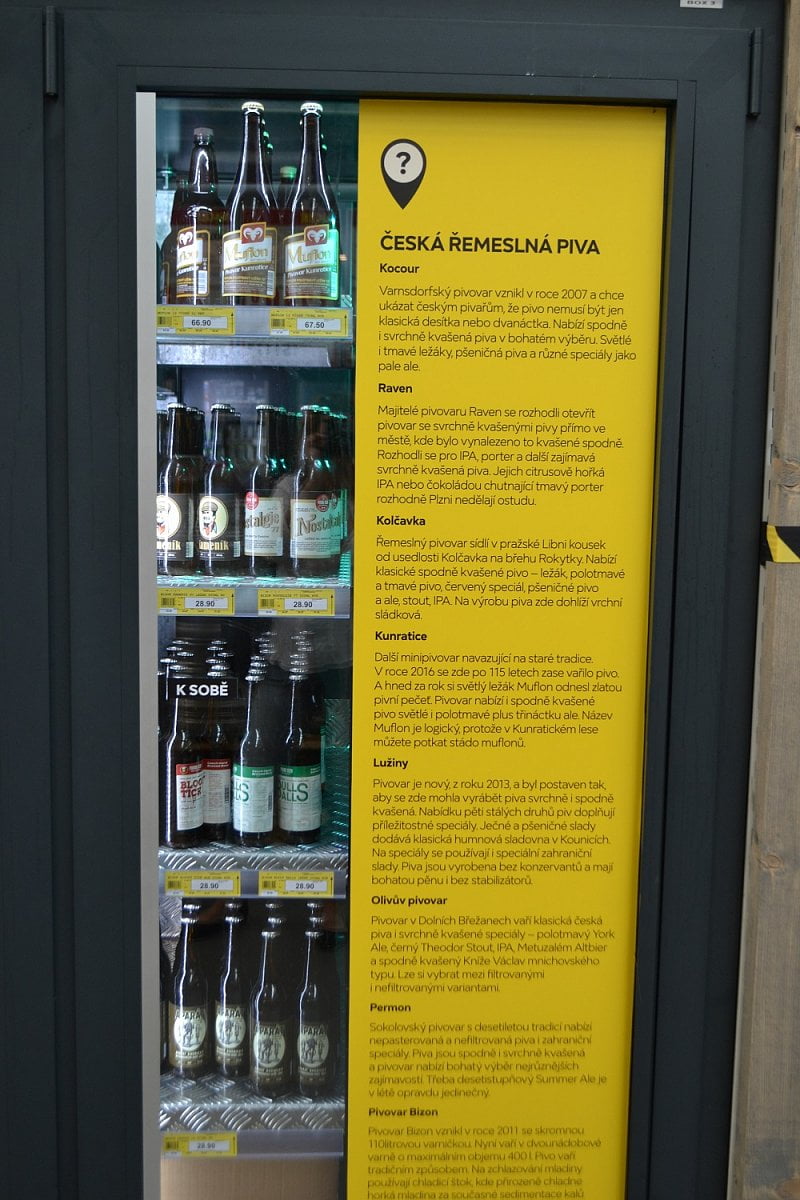 BOX 3
?
ČESKÁ ŘEMESLNÁ PIVA
Kocour
Varnsdorfský pivovar vznikl v roce 2007 a chce
ukázat českým pivařům, že pivo nemusí být jen
klasická desítka nebo dvanáctka. Nabízí spodně
i svrchně kvašená piva v bohatém výběru. Světlé
i tmavé ležáky, pšeničná piva a různé speciály jako
pale ale.
Raven
Majitelé pivovaru Raven se rozhodli otevřít
pivovar se svrchně kvašenými pivy přímo ve
městě, kde bylo vynalezeno to kvašené spodně.
Rozhodli se pro IPA, porter a další zajímavá
svrchně kvašená piva. Jejich citrusově hořká
IPA nebo čokoládou chutnající tmavý porter
rozhodně Plzni nedělají ostudu.
Kolčavka
Řemeslný pivovar sídlí v pražské Libni kousek
od usedlosti Kolčavka na břehu Rokytky. Nabízí
klasické spodně kvašené pivo – ležák, polotmavé
a tmavé pivo, červený speciál, pšeničné pivo
a ale, stout, IPA. Na výrobu piva zde dohlíží vrchní
sládková.
Kunratice
Další minipivovar navazující na staré tradice.
V roce 2016 se zde po 115 letech zase vařilo pivo.
A hned za rok si světlý ležák Muflon odnesl zlatou
pivní pečeť. Pivovar nabízí i spodně kvašené
pivo světlé i polotmavé plus třináctku ale. Název
Muflon je logický, protože v Kunratickém lese
můžete potkat stádo muflonů.
Lužiny
Pivovar je nový, z roku 2013, a byl postaven tak,
aby se zde mohla vyrábět piva svrchně i spodně
kvašená. Nabídku pěti stálých druhů piv doplňují
příležitostné speciály. Ječné a pšeničné slady
dodává klasická humnová sladovna v Kounicích.
Na speciály se používají i speciální zahraniční
slady. Piva jsou vyrobena bez konzervantů a mají
bohatou pěnu i bez stabilizátorů.
Olivův pivovar
Pivovar v Dolních Břežanech vaří klasická česká
piva i svrchně kvašené speciály – polotmavý York
Ale, černý Theodor Stout, IPA, Metuzalém Altbier
a spodně kvašený Kníže Václav mnichovského
typu. Lze si vybrat mezi filtrovanými
i nefiltrovanými variantami.
Permon
Sokolovský pivovar s desetiletou tradicí nabízí
nepasterovaná a nefiltrovaná piva i zahraniční
speciály. Piva jsou spodně i svrchně kvašená
a pivovar nabízí bohatý výběr nejrůznějších
zajímavostí. Třeba desetistupňový Summer Ale je
v létě opravdu jedinečný.
Pivovar Bizon
Pivovar Bizon vznikl v roce 2011 se skromnou
110litrovou varničkou. Nyní vaří v dvounádobové
varně o maximálním objemu 400 l. Pivo vaří
tradičním způsobem. Na zchlazování mladiny
používají chladicí štok, kde přirozeně chladne
horká mladina za současné sedimentace kalů.
Muflon
Pivovar Kunratice
Muflon
Pivovar Kunratice
66.90
67.50
Kameník
Nostalgie
28.90
28.90
K SOBĚ
28.90
28.90
28.90